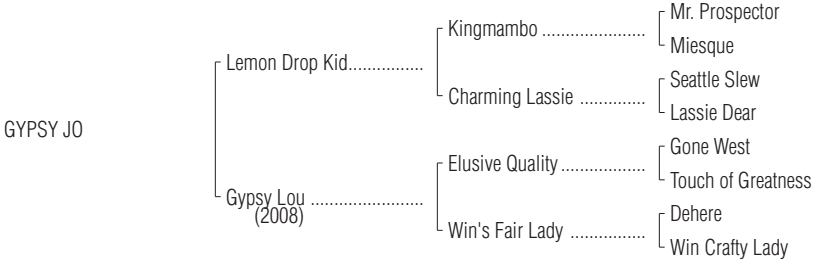 Mr. Prospector
Kingmambo ......................
Miesque
Lemon Drop Kid................
Seattle Slew
Charming Lassie ..............
Lassie Dear
GYPSY JO
Gone West
Elusive Quality ..................
Touch of Greatness
Gypsy Lou ........................
(2008)
Dehere
Win's Fair Lady ................
Win Crafty Lady